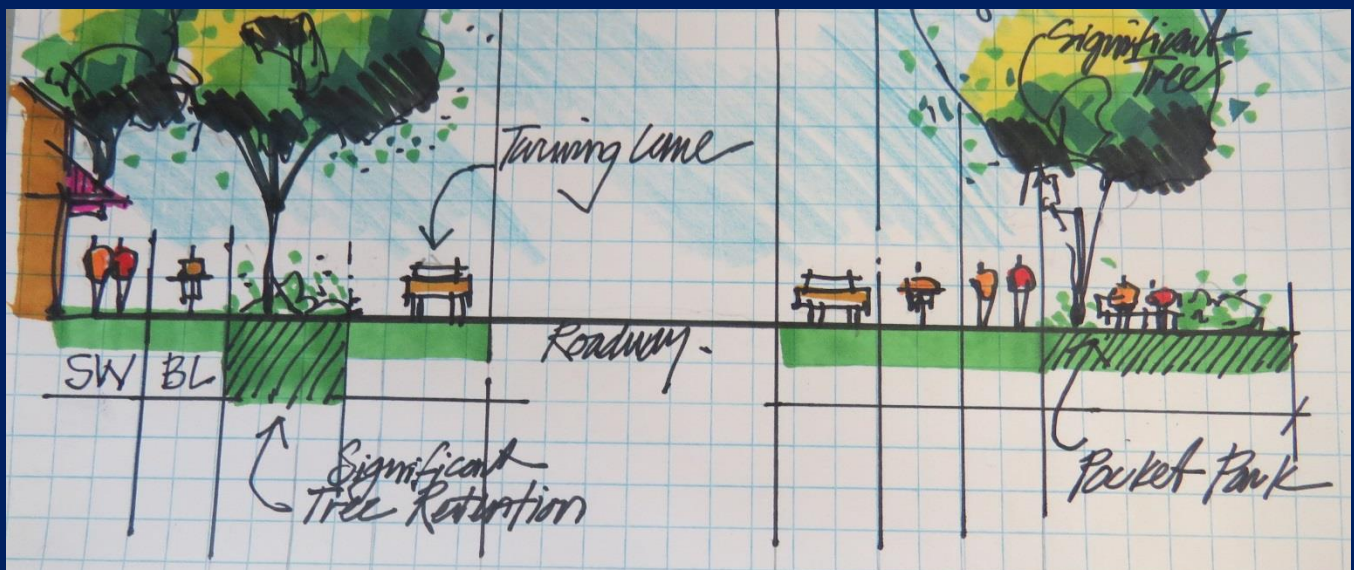 Significant
Tree
Turning Lane
Roadway.
SW
BL
Significant
Tree Retention
Pocket Park